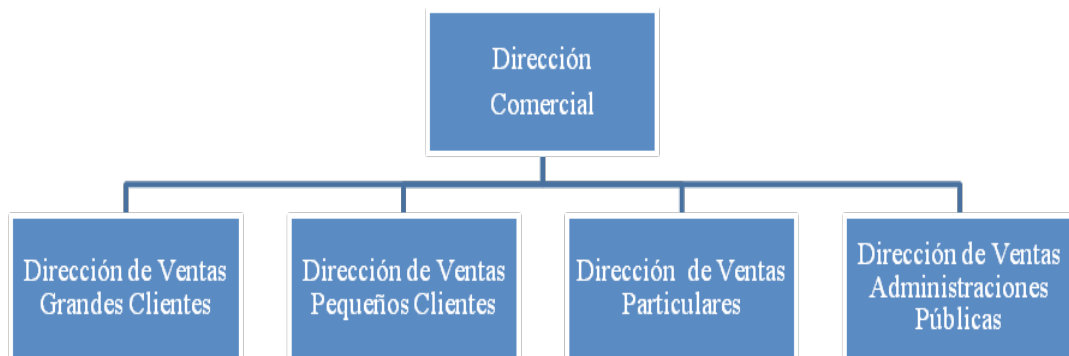 Dirección
Comercial
Dirección de Ventas
Grandes Clientes
Dirección de Ventas
Pequeños Clientes
Dirección de Ventas
Particulares
Dirección de Ventas
Administraciones
Públicas